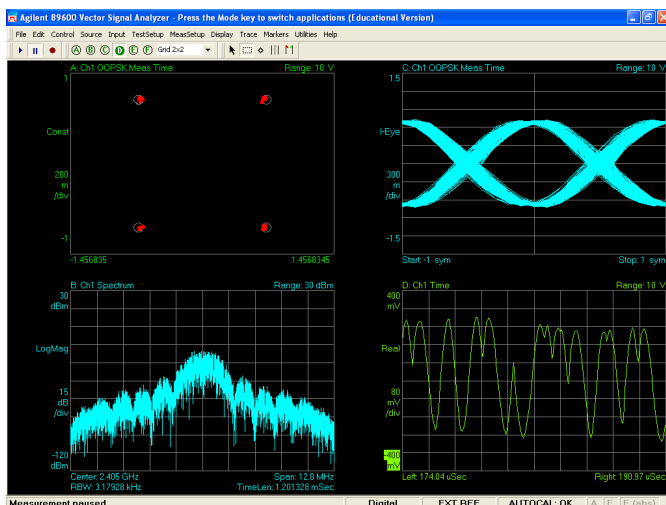 Agilent 89600 Vector Signal Analyzer - Press the Mode key to switch applications (Educational Version)
File Edit Control Source Input TestSetup MeasSetup Display Trace Markers Utilities Help
A B C D E F Grid 2x2
A: Ch1 OQPSK Meas Time Range: 10 V
1
Const
200
m
/div
-1
-1.456835 1.4568345
C: Ch1 OQPSK Meas Time Range: 10 V
1.5
I-Eye
300
m
/div
-1.5
Start: -1 sym Stop: 1 sym
B: Ch1 Spectrum Range: 30 dBm
30
dBm
LogMag
15
dB
/div
-120
dBm
Center: 2.405 GHz Span: 12.8 MHz
RBW: 3.17928 kHz TimeLen: 1.201328 mSec
D: Ch1 Time Range: 10 V
400
mV
Real
80
mV
/div
-400
mV
Left: 174.04 uSec Right: 190.97 uSec
Measurement paused Digital EXT REF AUTOCAL: OK A F F (abs)